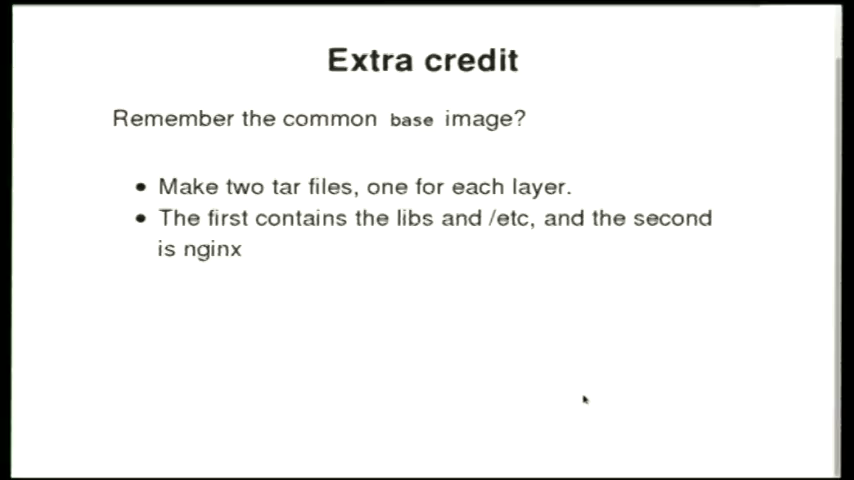 Extra credit
Remember the common base image?
• Make two tar files, one for each layer.
• The first contains the libs and /etc, and the second
is nginx